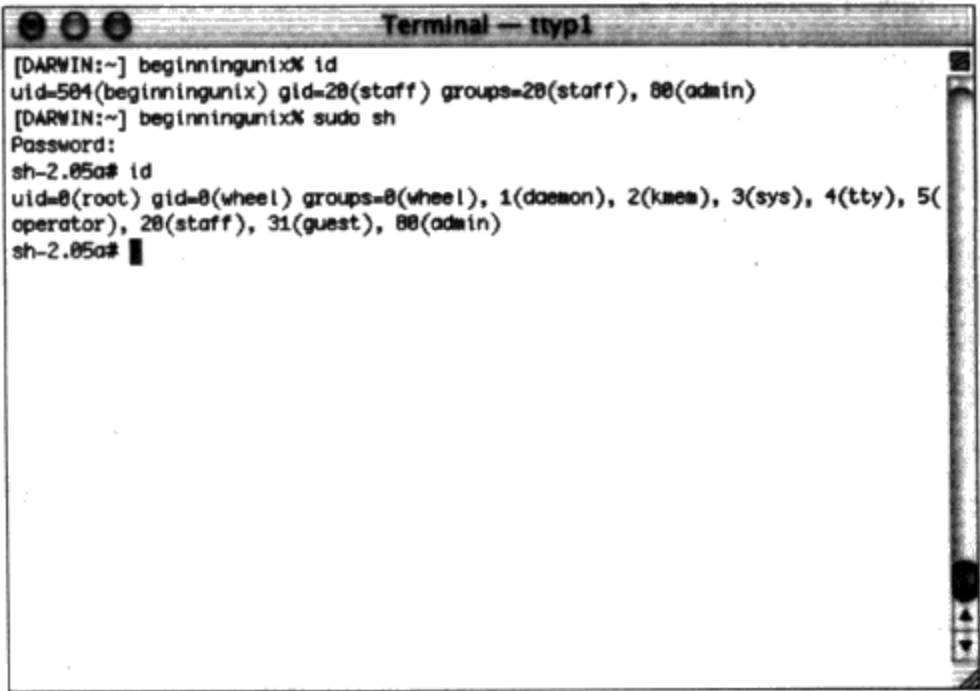 Terminal — ttyp1
[DARWIN:~] beginningunix% id
uid=504(beginningunix) gid=20(staff) groups=20(staff), 80(admin)
[DARWIN:~] beginningunix% sudo sh
Password:
sh-2.05a# id
uid=0(root) gid=0(wheel) groups=0(wheel), 1(daemon), 2(kmem), 3(sys), 4(tty), 5(
operator), 20(staff), 31(guest), 80(admin)
sh-2.05a#